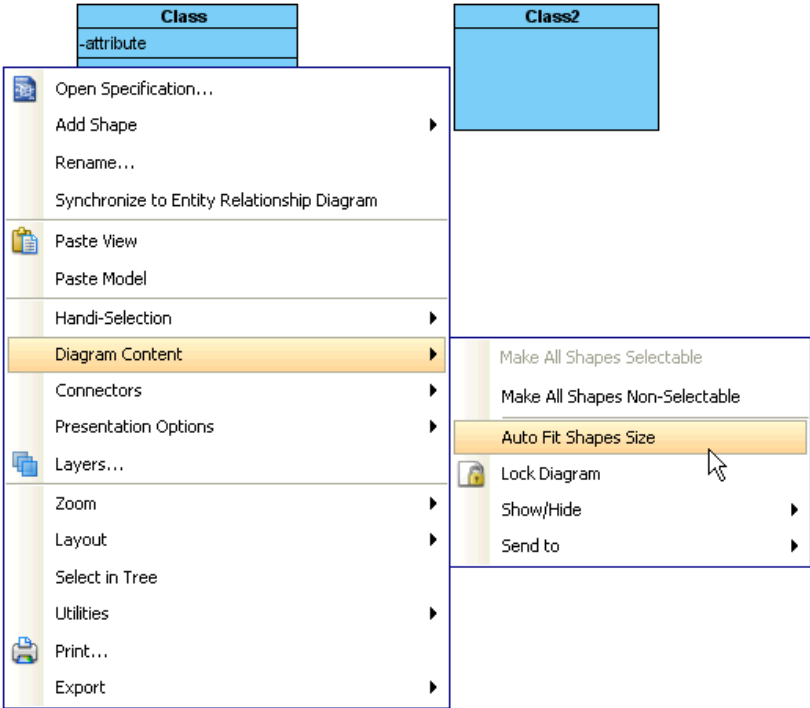 Class
Class2
-attribute
Open Specification...
Add Shape
Rename...
Synchronize to Entity Relationship Diagram
Paste View
Paste Model
Handi-Selection
Diagram Content
Connectors
Presentation Options
Layers...
Zoom
Layout
Select in Tree
Utilities
Print...
Export
Make All Shapes Selectable
Make All Shapes Non-Selectable
Auto Fit Shapes Size
Lock Diagram
Show/Hide
Send to